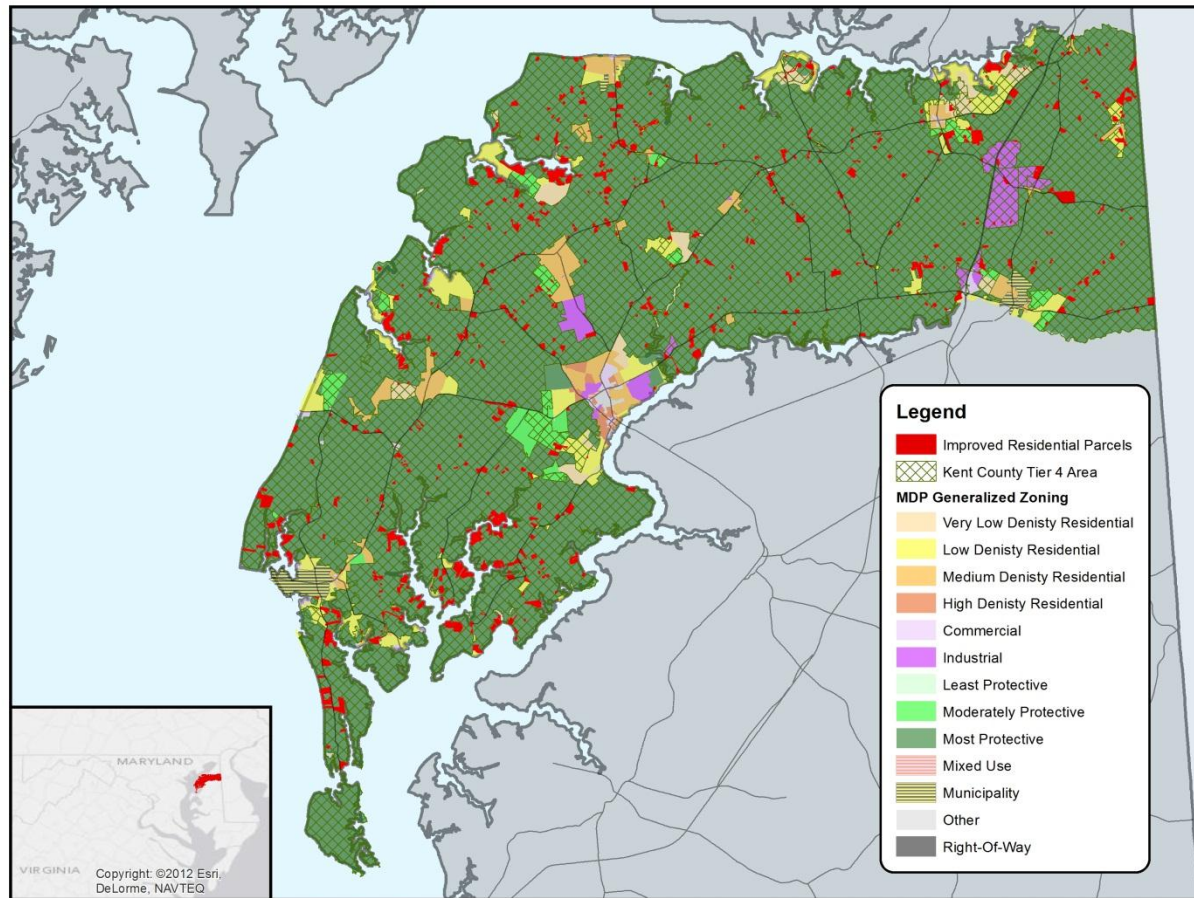 Legend
Improved Residential Parcels
Kent County Tier 4 Area
MDP Generalized Zoning
Very Low Denisty Residential
Low Denisty Residential
Medium Denisty Residential
High Denisty Residential
Commercial
Industrial
Least Protective
Moderately Protective
Most Protective
Mixed Use
Municipality
Other
Right-Of-Way
MARYLAND
VIRGINIA
Copyright: ©2012 Esri,
DeLorme, NAVTEQ